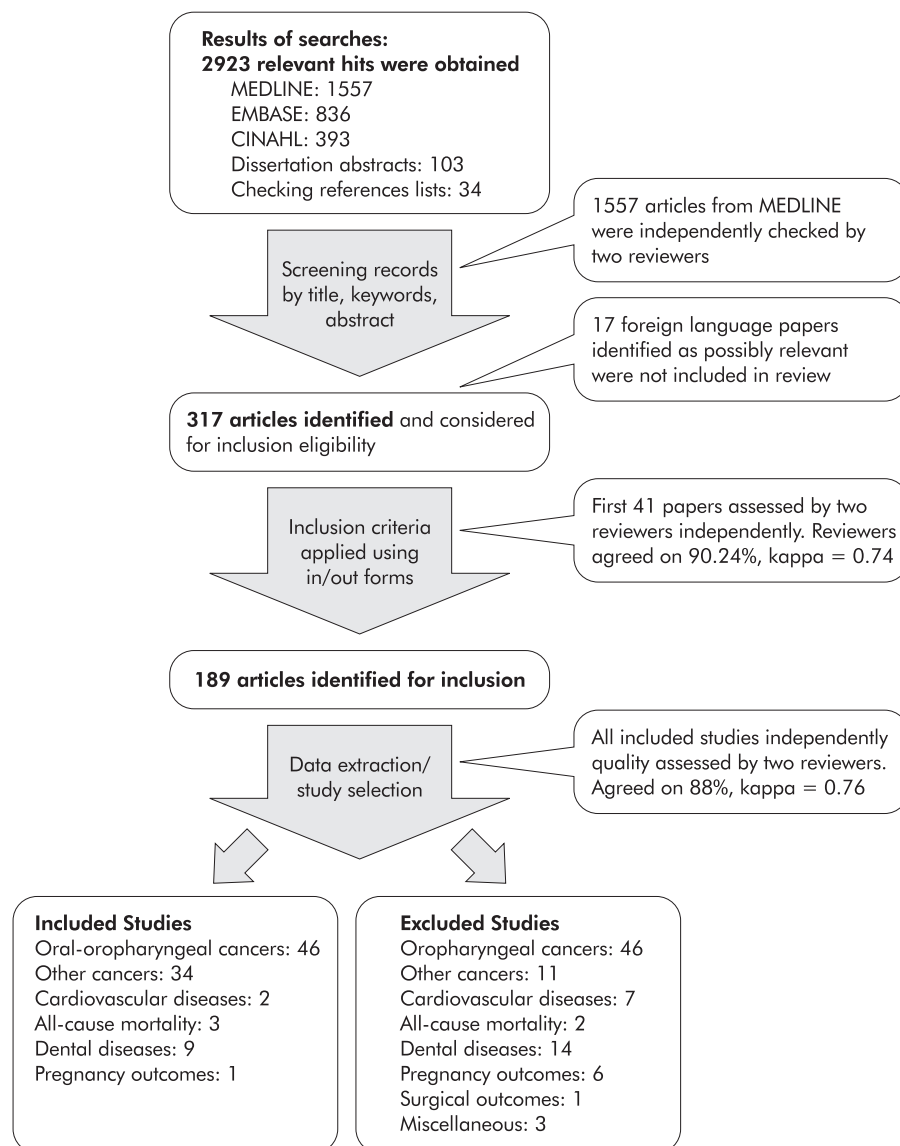 Results of searches:
2923 relevant hits were obtained
MEDLINE: 1557
EMBASE: 836
CINAHL: 393
Dissertation abstracts: 103
Checking references lists: 34
1557 articles from MEDLINE
were independently checked by
two reviewers
Screening records
by title, keywords,
abstract
17 foreign language papers
identified as possibly relevant
were not included in review
317 articles identified and considered
for inclusion eligibility
First 41 papers assessed by two
reviewers independently. Reviewers
agreed on 90.24%, kappa = 0.74
Inclusion criteria
applied using
in/out forms
189 articles identified for inclusion
All included studies independently
quality assessed by two reviewers.
Agreed on 88%, kappa = 0.76
Data extraction/
study selection
Included Studies
Oral-oropharyngeal cancers: 46
Other cancers: 34
Cardiovascular diseases: 2
All-cause mortality: 3
Dental diseases: 9
Pregnancy outcomes: 1
Excluded Studies
Oropharyngeal cancers: 46
Other cancers: 11
Cardiovascular diseases: 7
All-cause mortality: 2
Dental diseases: 14
Pregnancy outcomes: 6
Surgical outcomes: 1
Miscellaneous: 3